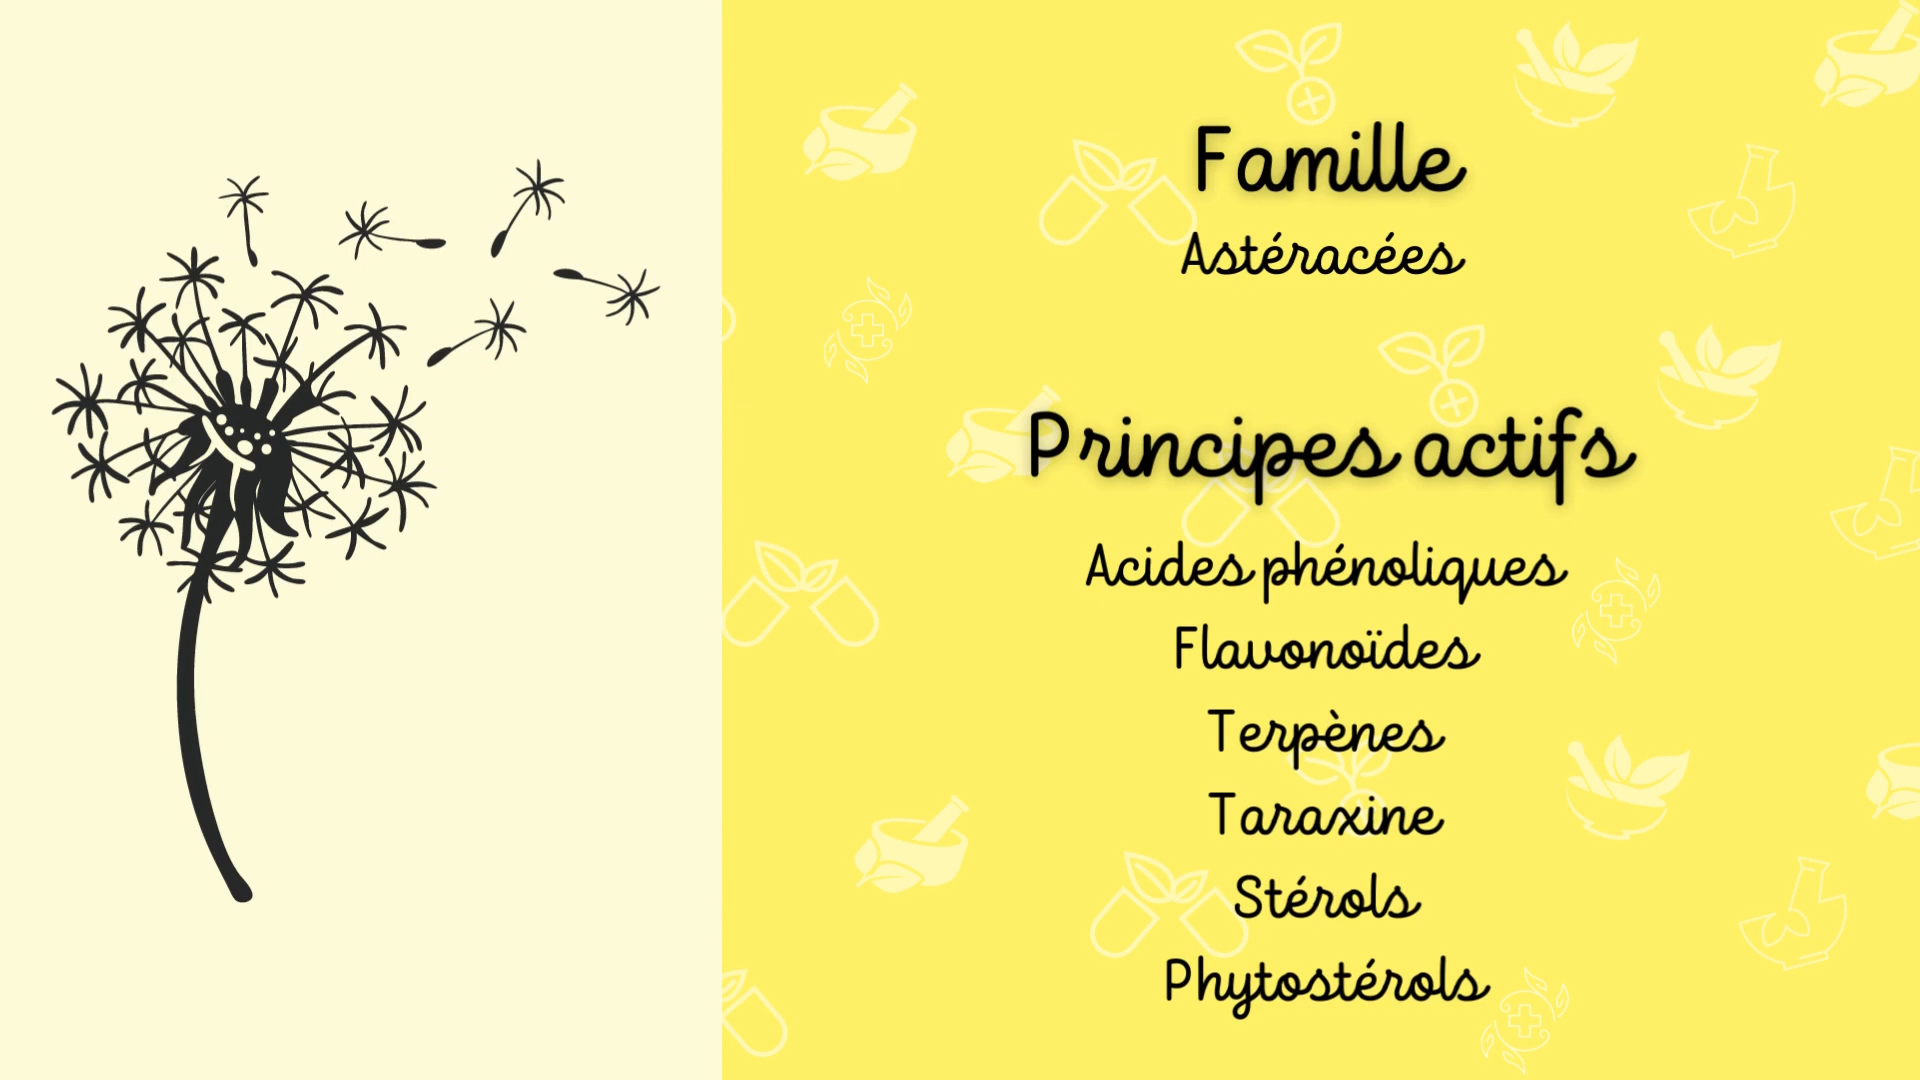 Famille
Astéracées
Principes actifs
Acides phénoliques
Flavonoïdes
Terpènes
Taraxine
Stérols
Phytostérols